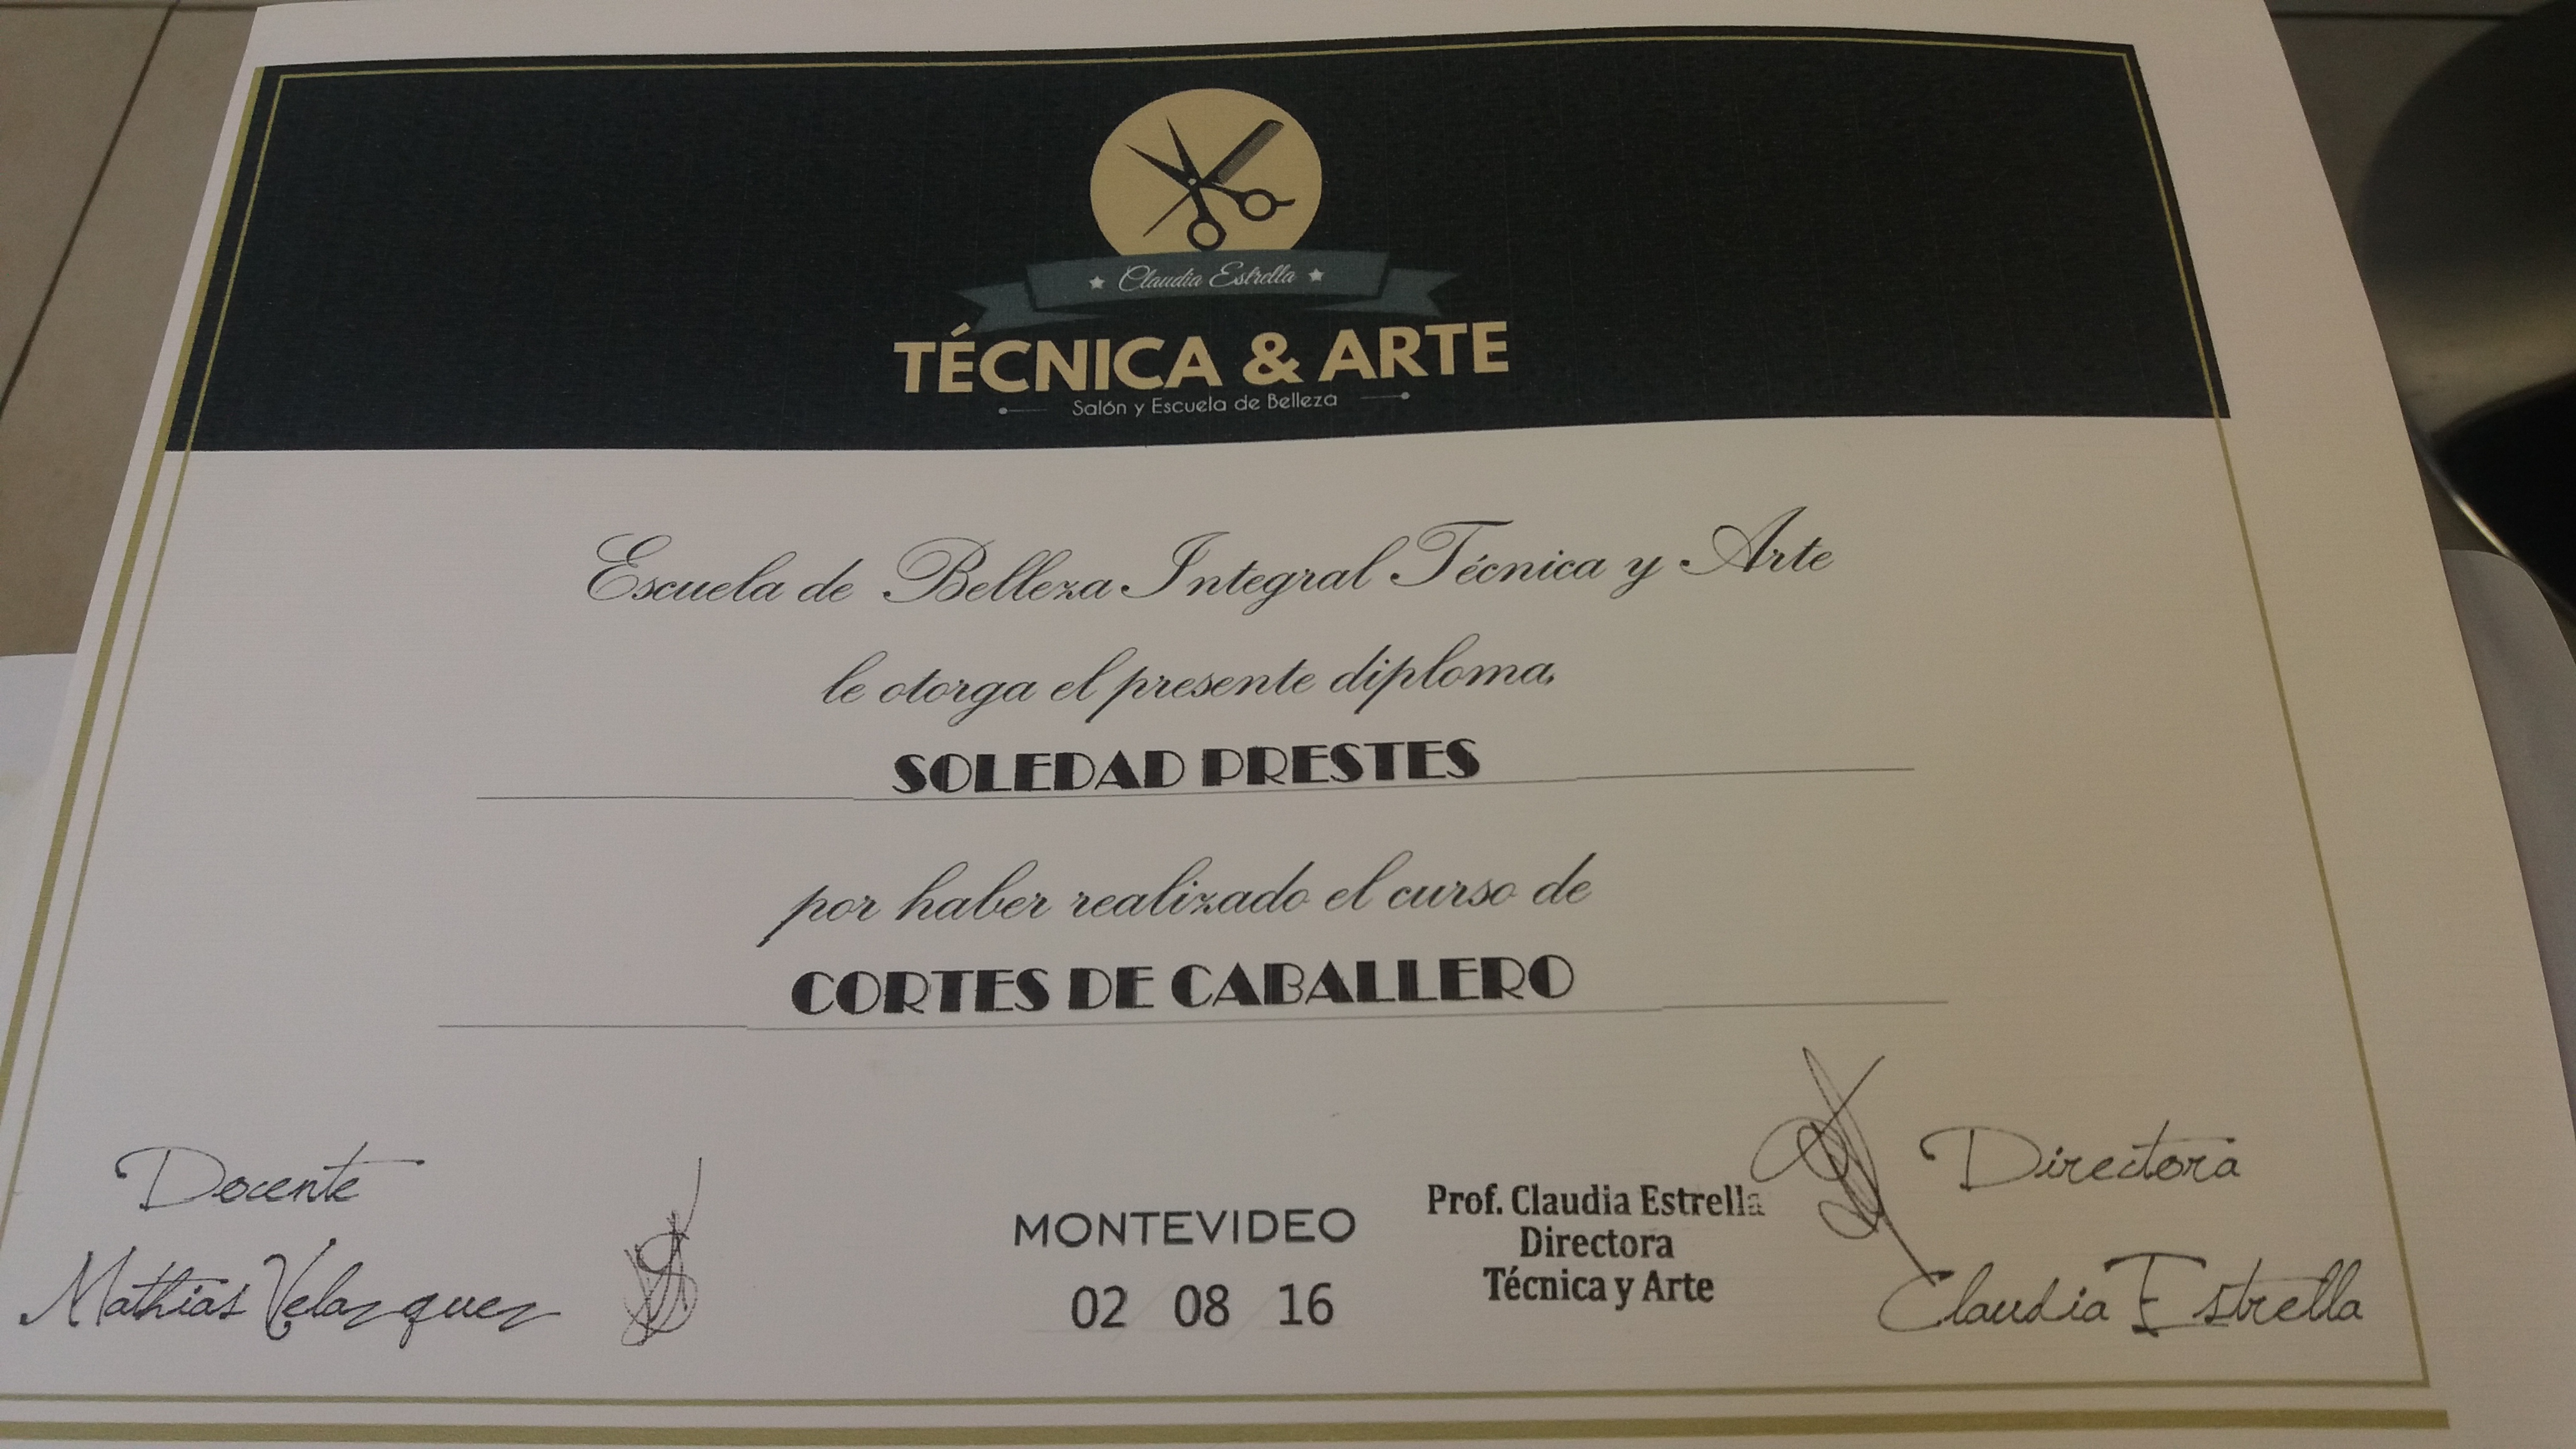 Claudia Estrella
TÉCNICA & ARTE
Salón y Escuela de Belleza
Escuela de Belleza Integral Técnica y Arte
le otorga el presente diploma,
SOLEDAD PRESTES
por haber realizado el curso de
CORTES DE CABALLERO
Docente
Mathias Velazquez
MONTEVIDEO
02 08 16
Prof. Claudia Estrella
Directora
Técnica y Arte
Directora
Claudia Estrella